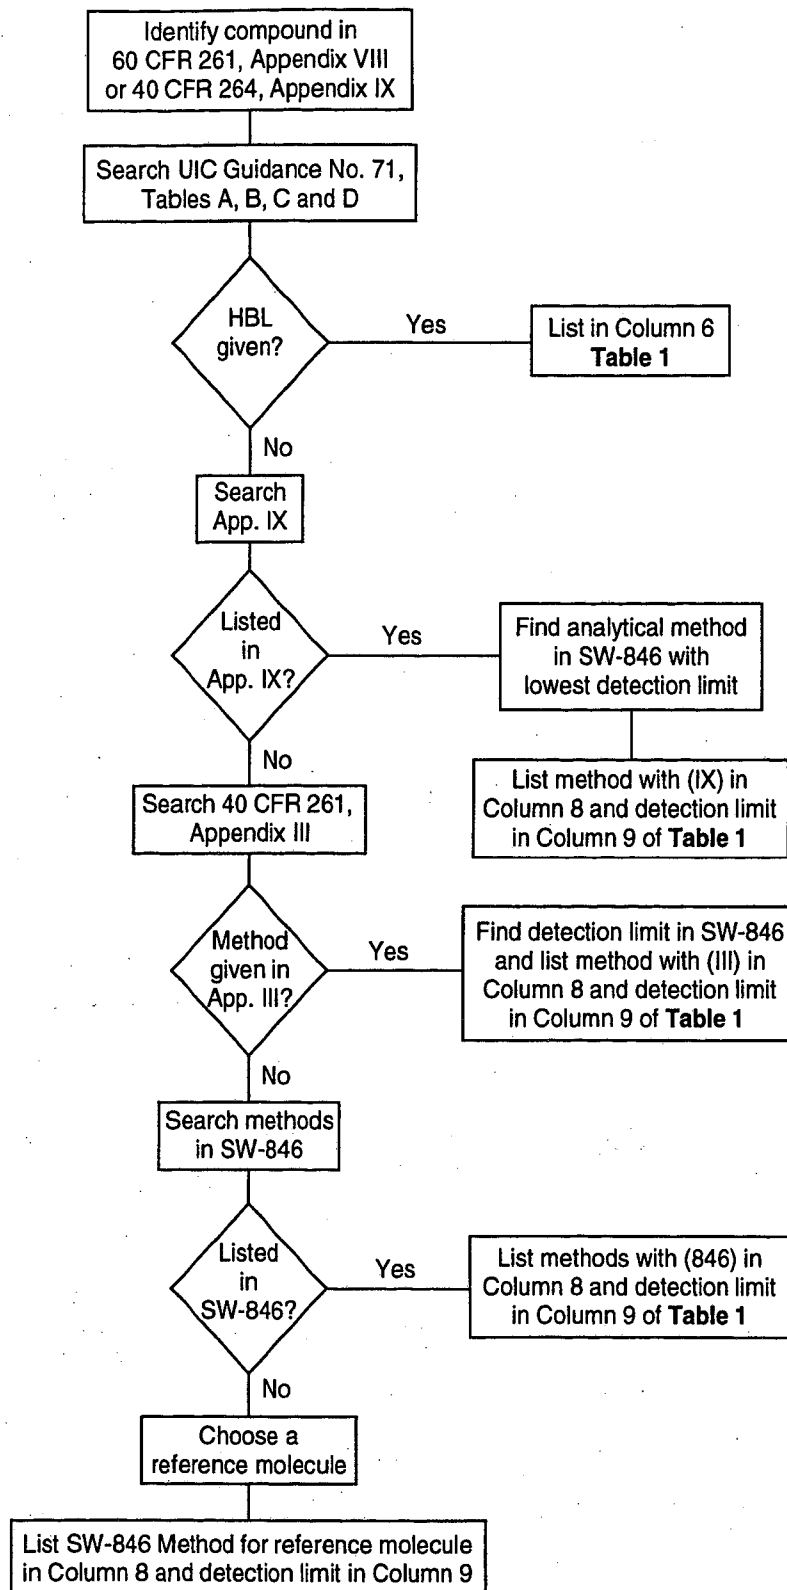 Identify compound in
60 CFR 261, Appendix VIII
or 40 CFR 264, Appendix IX
Search UIC Guidance No. 71,
Tables A, B, C and D
HBL
given?
Yes
List in Column 6
Table 1
No
Search
App. IX
Listed
in
App. IX?
Yes
Find analytical method
in SW-846 with
lowest detection limit
List method with (IX) in
Column 8 and detection limit
in Column 9 of Table 1
No
Search 40 CFR 261,
Appendix III
Method
given in
App. III?
Yes
Find detection limit in SW-846
and list method with (III) in
Column 8 and detection limit
in Column 9 of Table 1
No
Search methods
in SW-846
Listed
in
SW-846?
Yes
List methods with (846) in
Column 8 and detection limit
in Column 9 of Table 1
No
Choose a
reference molecule
List SW-846 Method for reference molecule
in Column 8 and detection limit in Column 9